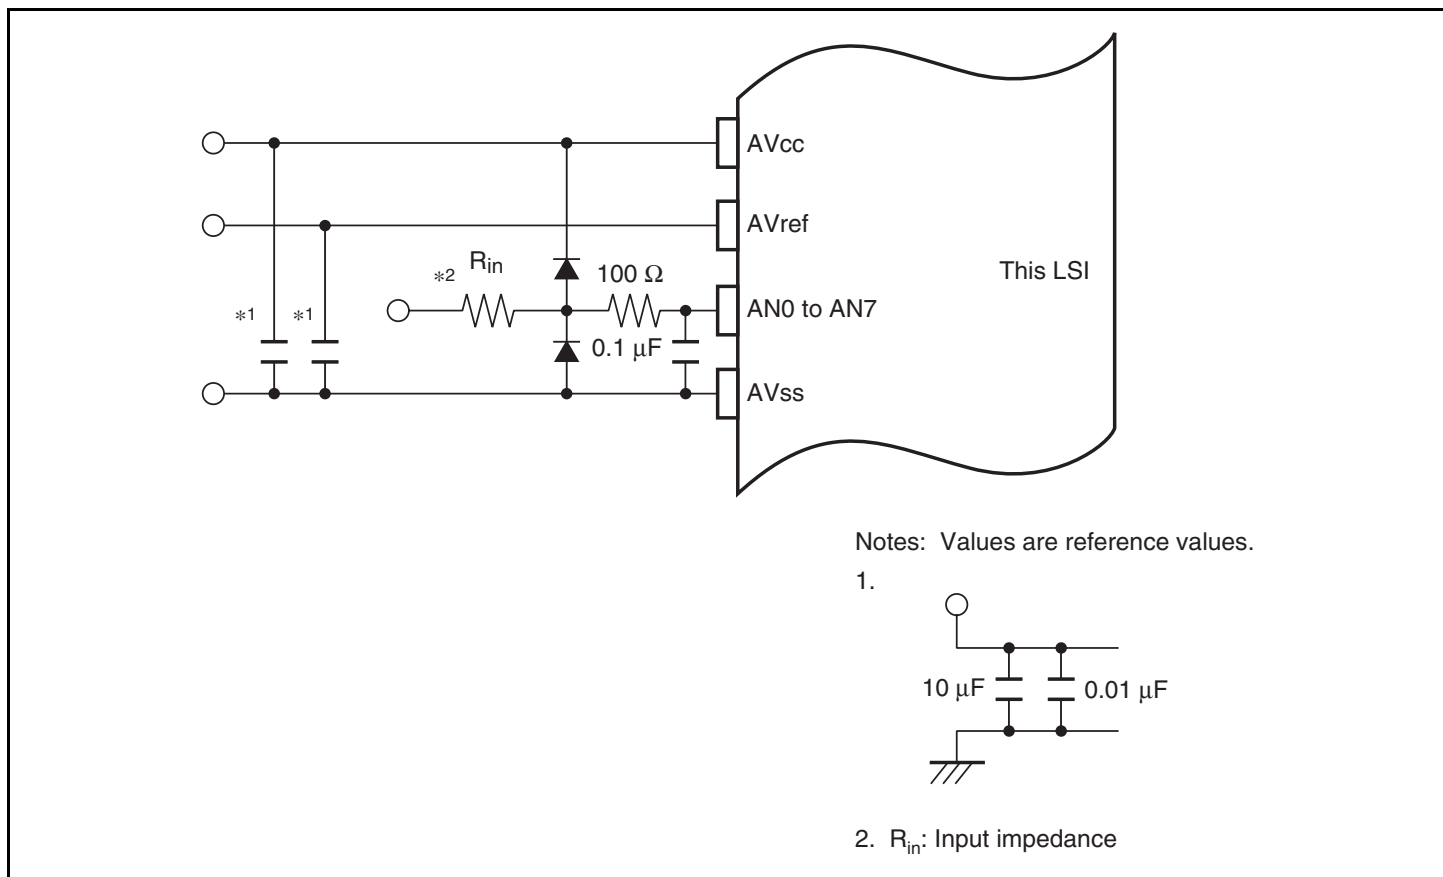 AVcc
AVref
*2 Rin
100 Ω
This LSI
*1 *1
AN0 to AN7
0.1 μF
AVss
Notes: Values are reference values.
1.
10 μF 0.01 μF
2. Rin: Input impedance